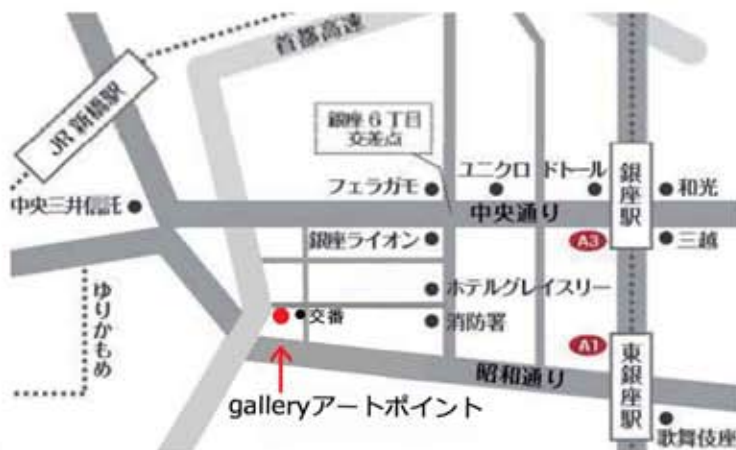 首都高速
JR 新橋駅
銀座6丁目
交差点
フェラガモ
ユニクロ
ドトール
銀座駅
和光
中央三井信託
中央通り
銀座ライオン
A3
三越
ゆりかもめ
ホテルグレイスリー
交番
消防署
A1
昭和通り
東銀座駅
galleryアートポイント
歌舞伎座